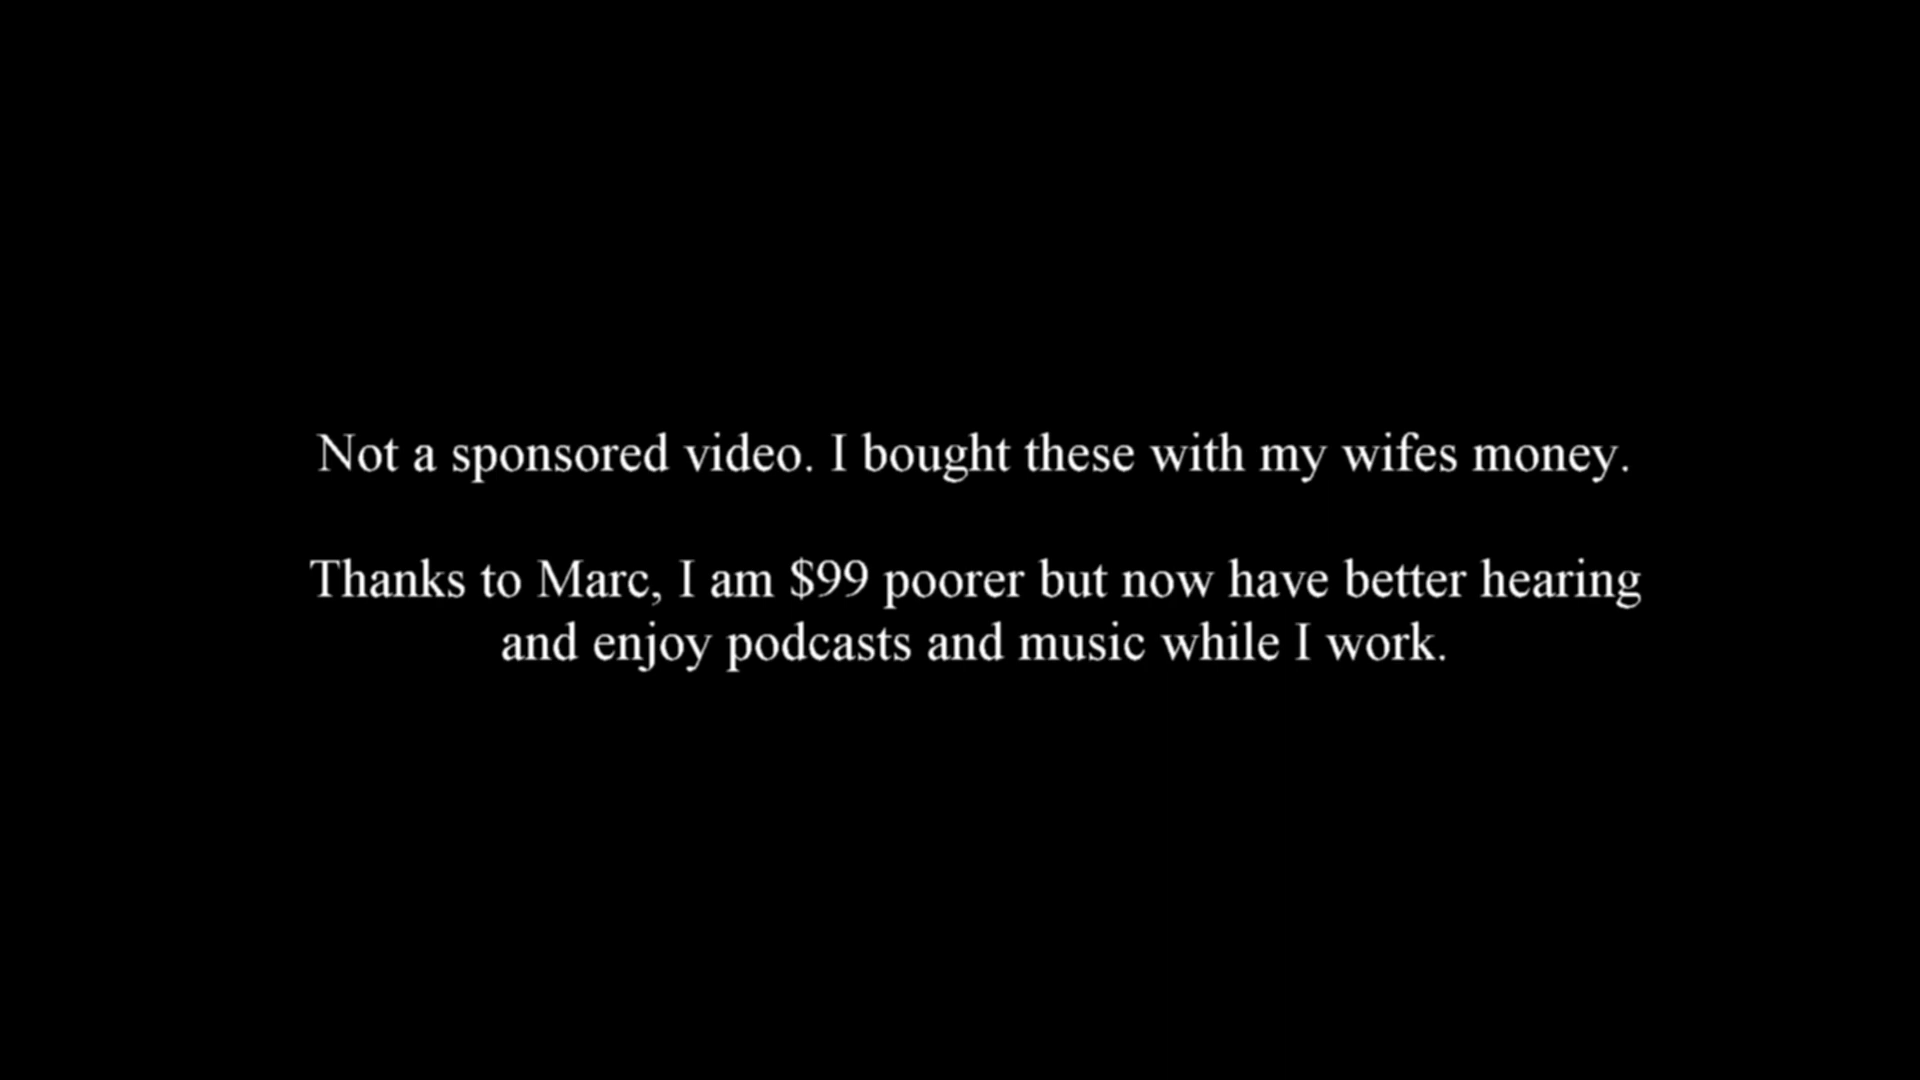 Not a sponsored video. I bought these with my wifes money.
Thanks to Marc, I am $99 poorer but now have better hearing
and enjoy podcasts and music while I work.